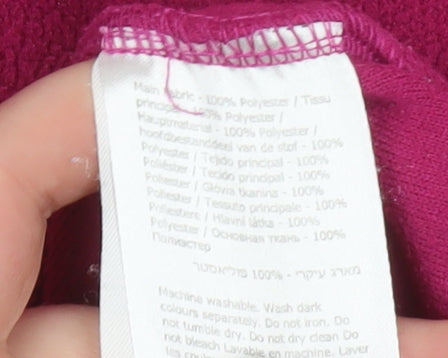 Main fabric - 100% Polyester / Tissu
principal - 100% Polyester /
Hauptmaterial - 100% Polyester /
hoofdbestanddeel van de stof - 100%
Polyester / Tejido principal - 100%
Poliéster / Tecido principal - 100%
Poliester / Główna tkanina - 100%
Poliester / Tessuto principale - 100%
Poliestere / Hlavní látka - 100%
Polyester / Основная ткань - 100%
Полиэстер
מארג עיקרי - 100% פוליאסטר
Machine washable. Wash dark
colours separately. Do not iron. Do
not tumble dry. Do not dry clean Do
not bleach Lavable en machine. Laver
les